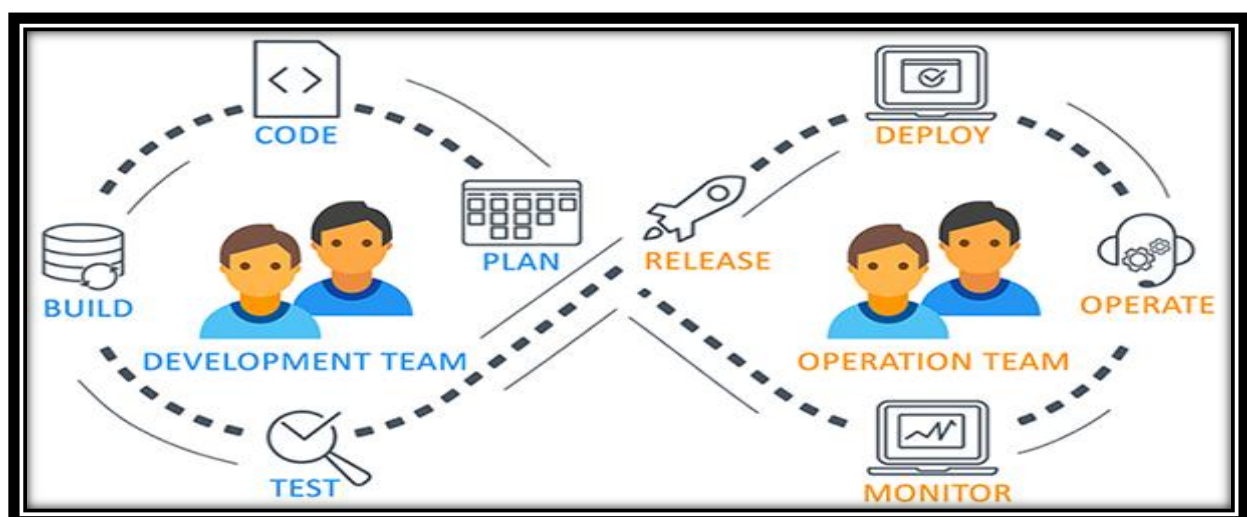 CODE
DEPLOY
PLAN
RELEASE
BUILD
OPERATE
DEVELOPMENT TEAM
OPERATION TEAM
TEST
MONITOR